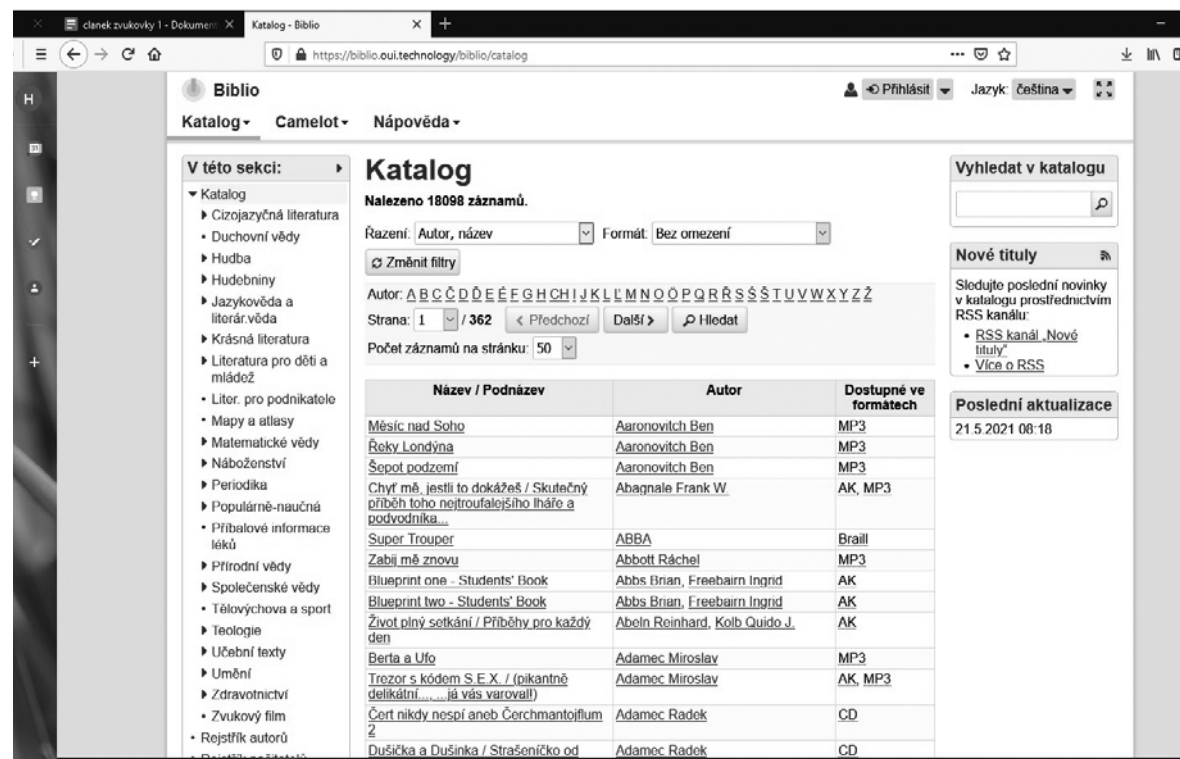 clanek zvukovky 1 - Dokument
Katalog - Biblio
https://biblio.oui.technology/biblio/catalog
H
31
Biblio
Přihlásit
Jazyk: čeština
Katalog
Camelot
Nápověda
V této sekci:
Katalog
Cizojazyčná literatura
Duchovní vědy
Hudba
Hudebniny
Jazykověda a
literár.věda
Krásná literatura
Literatura pro děti a
mládež
Liter. pro podnikatele
Mapy a atlasy
Matematické vědy
Náboženství
Periodika
Populárně-naučná
Příbalové informace
léků
Přírodní vědy
Společenské vědy
Tělovýchova a sport
Teologie
Učební texty
Umění
Zdravotnictví
Zvukový film
Rejstřík autorů
Katalog
Nalezeno 18098 záznamů.
Řazení: Autor, název Formát: Bez omezení
Změnit filtry
Autor: A B C Č D Ď E É F G H CH I J K L Ľ M N O Ö P Q R Ř S Š Ş T U V W X Y Z Ž
Strana: 1 / 362 Předchozí Další Hledat
Počet záznamů na stránku: 50
Název / Podnázev Autor Dostupné ve
formátech
Měsíc nad Soho Aaronovitch Ben MP3
Řeky Londýna Aaronovitch Ben MP3
Šepot podzemí Aaronovitch Ben MP3
Chyť mě, jestli to dokážeš / Skutečný Abagnale Frank W. AK, MP3
příběh toho nejtroufalejšího lháře a
podvodníka...
Super Trouper ABBA Braill
Zabij mě znovu Abbott Ráchel MP3
Blueprint one - Students' Book Abbs Brian, Freebairn Ingrid AK
Blueprint two - Students' Book Abbs Brian, Freebairn Ingrid AK
Život plný setkání / Příběhy pro každý Abeln Reinhard, Kolb Quido J. AK
den
Berta a Ufo Adamec Miroslav MP3
Trezor s kódem S.E.X. / (pikantně Adamec Miroslav AK, MP3
delikátní..., ...já vás varoval!)
Čert nikdy nespí aneb Čerchmantojflum Adamec Radek CD
2
Dušička a Dušinka / Strašeníčko od Adamec Radek CD
Vyhledat v katalogu
Nové tituly
Sledujte poslední novinky
v katalogu prostřednictvím
RSS kanálu:
RSS kanál „Nové
tituly"
Více o RSS
Poslední aktualizace
21.5.2021 08:18